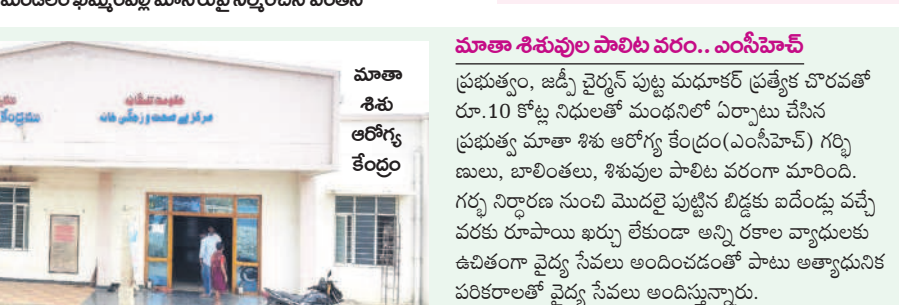 మాతా
శిశు
ఆరోగ్య
కేంద్రం
మాతా శిశువుల పాలిట వరం.. ఎంసీహెచ్
ప్రభుత్వం, జడ్పీ చైర్మన్ పుట్ట మధూకర్ ప్రత్యేక చొరవతో
రూ.10 కోట్ల నిధులతో మంథనిలో ఏర్పాటు చేసిన
ప్రభుత్వ మాతా శిశు ఆరోగ్య కేంద్రం(ఎంసీహెచ్) గర్భి
ణులు, బాలింతలు, శిశువుల పాలిట వరంగా మారింది.
గర్భ నిర్ధారణ నుంచి మొదలై పుట్టిన బిడ్డకు ఐదేండ్లు వచ్చే
వరకు రూపాయి ఖర్చు లేకుండా అన్ని రకాల వ్యాధులకు
ఉచితంగా వైద్య సేవలు అందించడంతో పాటు అత్యాధునిక
పరికరాలతో వైద్య సేవలు అందిస్తున్నారు.